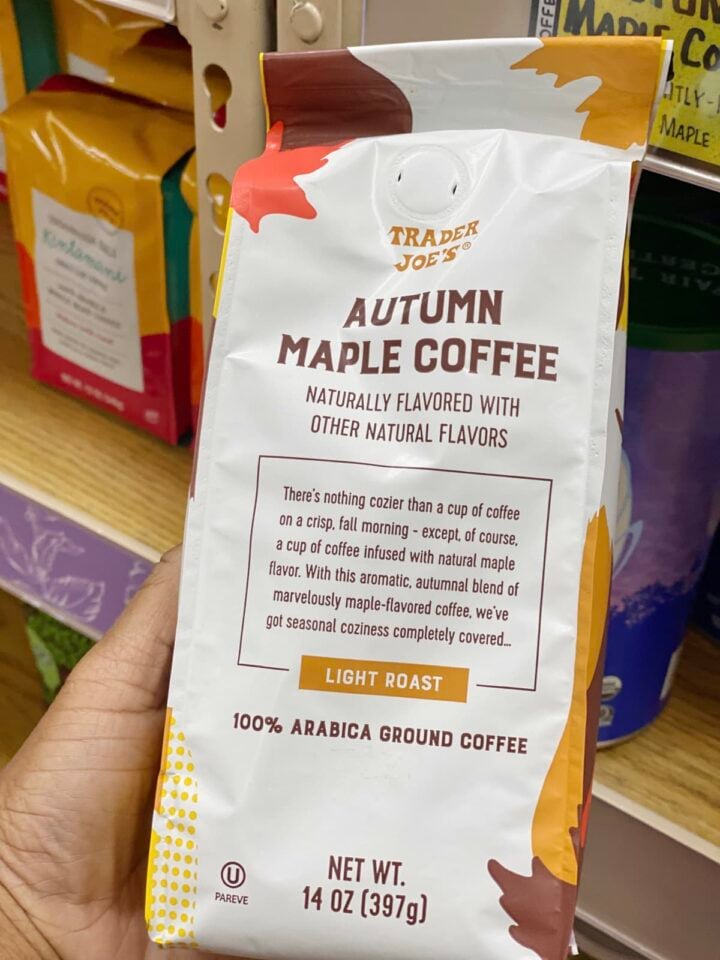 TRADER
JOE'S®
AUTUMN
MAPLE COFFEE
NATURALLY FLAVORED WITH
OTHER NATURAL FLAVORS
There's nothing cozier than a cup of coffee
on a crisp, fall morning - except, of course,
a cup of coffee infused with natural maple
flavor. With this aromatic, autumnal blend of
marvelously maple-flavored coffee, we've
got seasonal coziness completely covered...
LIGHT ROAST
100% ARABICA GROUND COFFEE
U
PAREVE
NET WT.
14 OZ (397g)
MAPLE CO
MAPLE
Kintamani